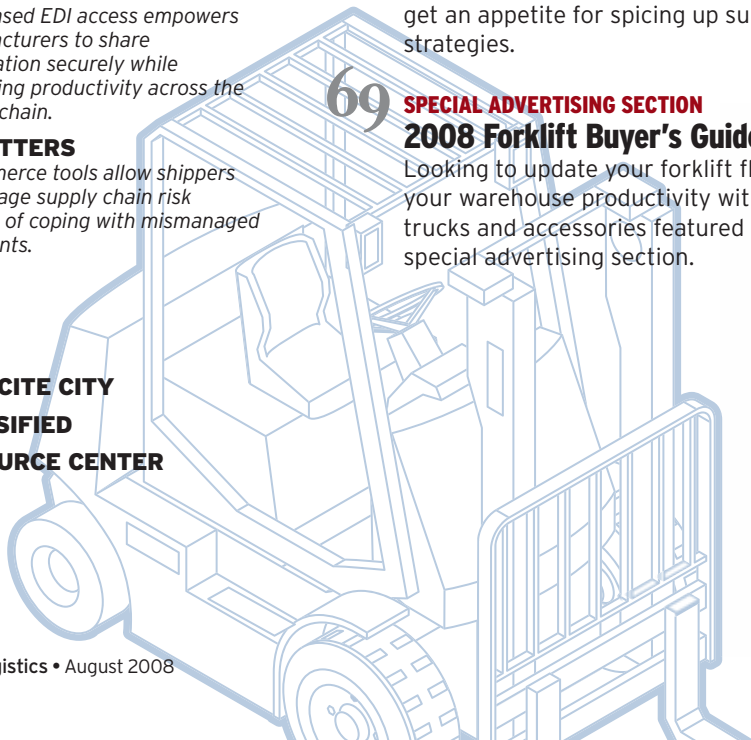 ased EDI access empowers
cturers to share
ation securely while
ing productivity across the
chain.
TTERS
merce tools allow shippers
age supply chain risk
of coping with mismanaged
nts.
CITE CITY
SIFIED
URCE CENTER
gistics • August 2008
get an appetite for spicing up su
strategies.
69
SPECIAL ADVERTISING SECTION
2008 Forklift Buyer's Guide
Looking to update your forklift fl
your warehouse productivity wit
trucks and accessories featured
special advertising section.